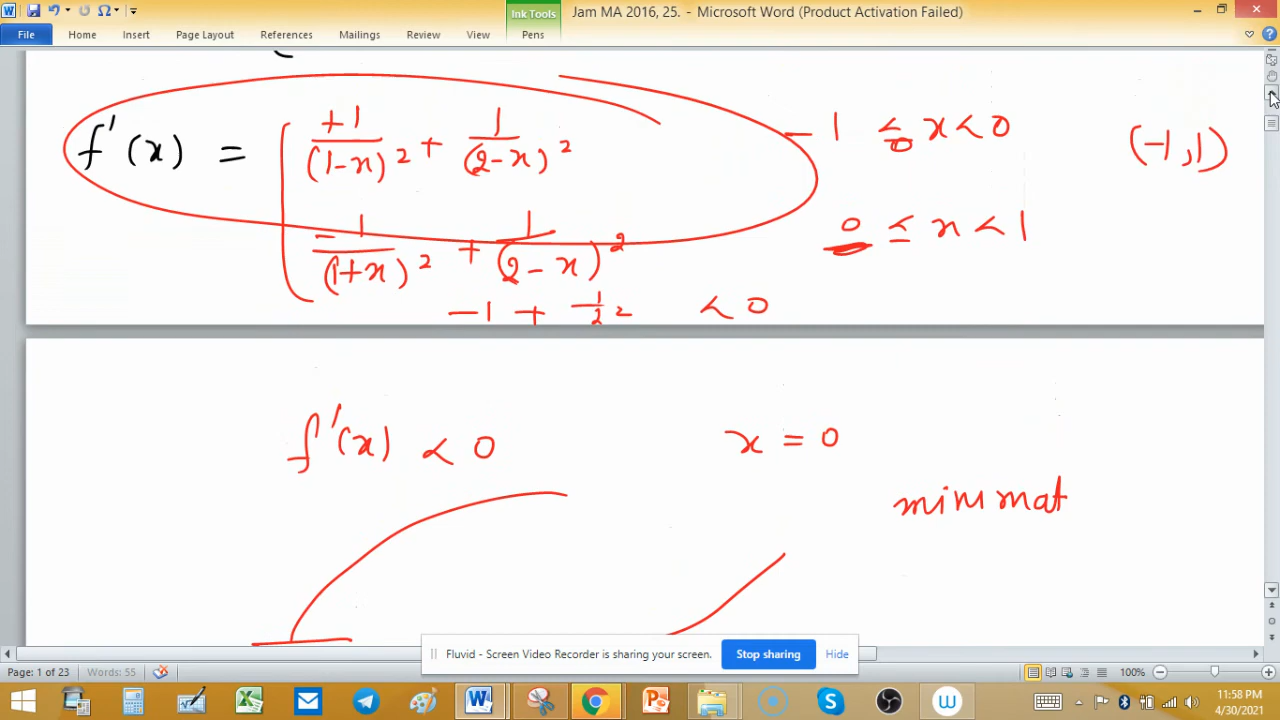 Ink Tools
Jam MA 2016, 25. - Microsoft Word (Product Activation Failed)
File Home Insert Page Layout References Mailings Review View Pens
f'(x) = +1/(1-x)² + 1/(2-x)² - 1 ≤ x < 0 (-1, 1)
-1/(1+x)² + 1/(2-x)² 0 ≤ x < 1
-1 + 1/2² < 0
f'(x) < 0 x = 0
minimat
Fluvid - Screen Video Recorder is sharing your screen. Stop sharing Hide
Page: 1 of 23 Words: 55 100%
11:58 PM
4/30/2021